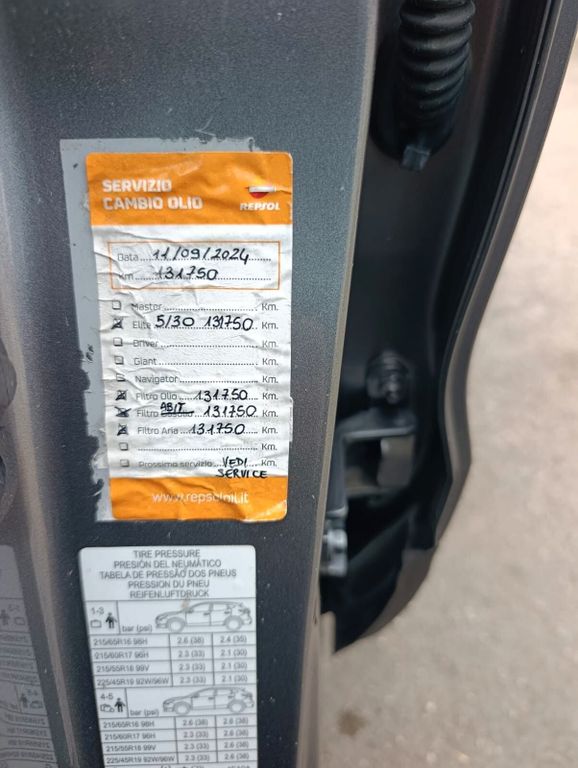 SERVIZIO
CAMBIO OLIO
REPSOL
Data 11/09/2024
Km 131750
Master Km.
Elite 5/30 131750 Km.
Driver Km.
Giant Km.
Navigator Km.
Filtro Olio 131750 Km.
Filtro ABIT. 131750 Km.
Filtro Aria 131750 Km.
Km.
Prossimo servizio VEDI Km.
SERVICE
www.repsoloil.it
TIRE PRESSURE
PRESIÓN DEL NEUMÁTICO
TABELA DE PRESSÃO DOS PNEUS
PRESSION DU PNEU
REIFENLUFTDRUCK
1-3
bar (psi)
215/65R16 98H 2.6 (38) 2.4 (35)
215/60R17 96H 2.3 (33) 2.1 (30)
215/55R18 99V 2.3 (33) 2.1 (30)
225/45R19 92W/96W 2.3 (33) 2.1 (30)
4-5
bar (psi)
215/65R16 98H 2.6 (38) 2.6 (38)
215/60R17 96H 2.3 (33) 2.6 (38)
215/55R18 99V 2.3 (33) 2.6 (38)
225/45R19 92W/96W 2.3 (33) 2.6 (38)